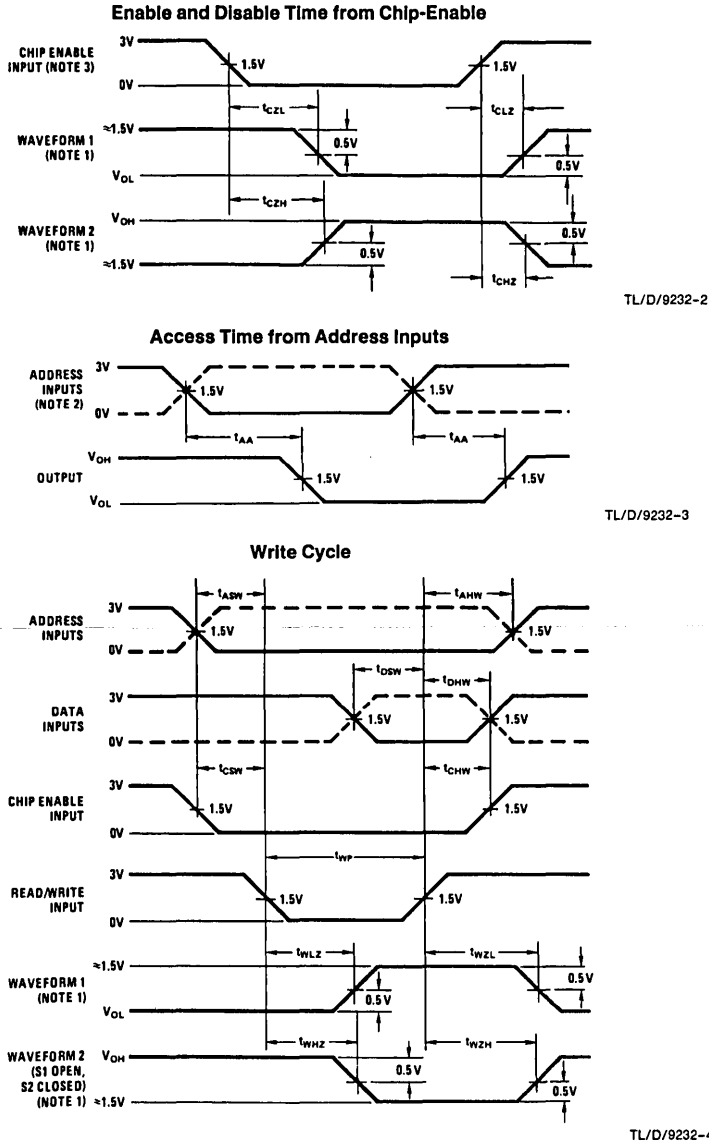 Enable and Disable Time from Chip-Enable
CHIP ENABLE
INPUT (NOTE 3)
3V
0V
1.5V
1.5V
tCZL
tCLZ
WAVEFORM 1
(NOTE 1)
≈1.5V
VOL
0.5V
0.5V
tCZH
WAVEFORM 2
(NOTE 1)
VOH
≈1.5V
0.5V
0.5V
tCHZ
TL/D/9232–2
Access Time from Address Inputs
ADDRESS
INPUTS
(NOTE 2)
3V
0V
1.5V
1.5V
tAA
tAA
OUTPUT
VOH
VOL
1.5V
1.5V
TL/D/9232–3
Write Cycle
tASW
tAHW
ADDRESS
INPUTS
3V
0V
1.5V
1.5V
tDSW
tDHW
DATA
INPUTS
3V
0V
1.5V
1.5V
tCSW
tCHW
CHIP ENABLE
INPUT
3V
0V
1.5V
1.5V
tWP
READ/WRITE
INPUT
3V
0V
1.5V
1.5V
tWLZ
tWZL
WAVEFORM 1
(NOTE 1)
≈1.5V
VOL
0.5V
0.5 V
tWHZ
tWZH
WAVEFORM 2
(S1 OPEN,
S2 CLOSED)
(NOTE 1)
VOH
≈1.5V
0.5 V
0.5V
TL/D/9232–4